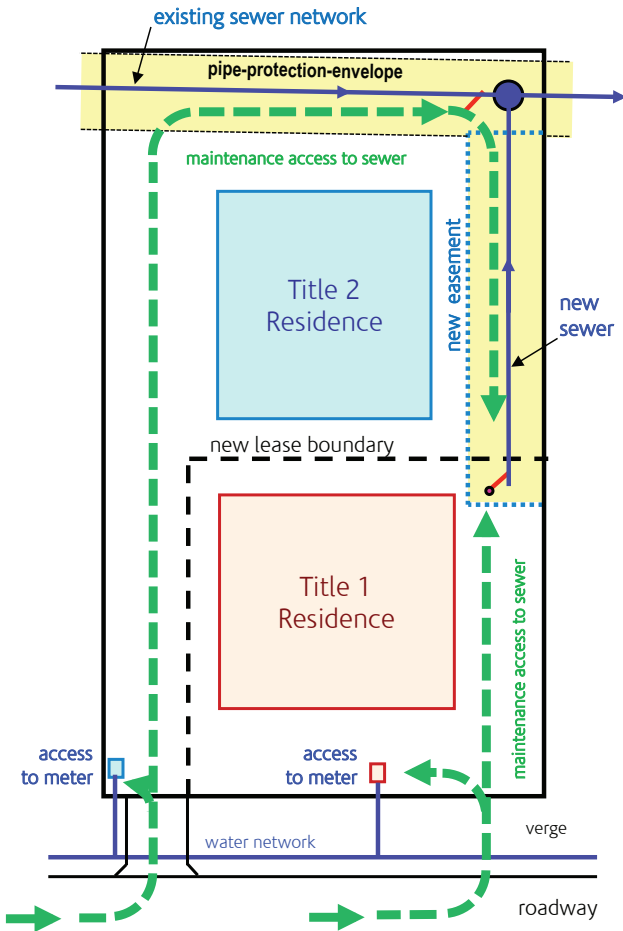 existing sewer network
pipe-protection-envelope
maintenance access to sewer
Title 2
Residence
new easement
new
sewer
new lease boundary
Title 1
Residence
maintenance access to sewer
access
to meter
access
to meter
water network
verge
roadway